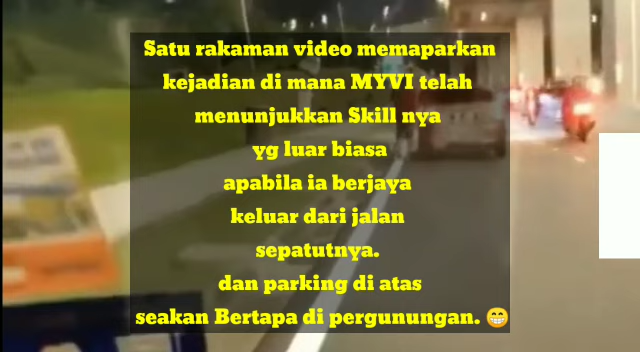 Satu rakaman video memaparkan
kejadian di mana MYVI telah
menunjukkan Skill nya
yg luar biasa
apabila ia berjaya
keluar dari jalan
sepatutnya.
dan parking di atas
seakan Bertapa di pergunungan. 😁